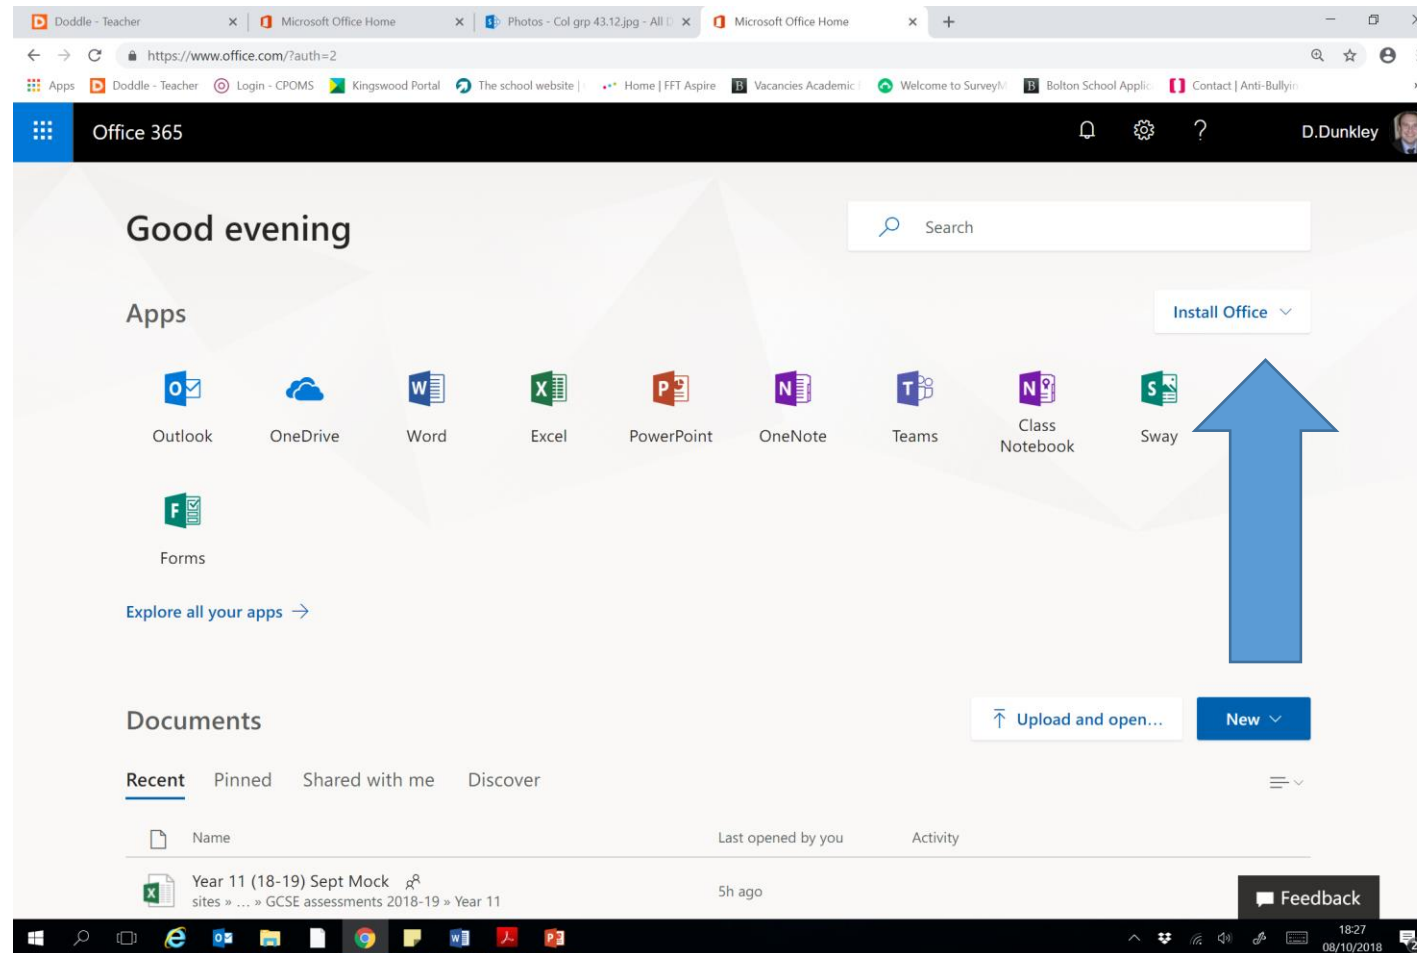 Doddle - Teacher
Microsoft Office Home
Photos - Col grp 43.12.jpg - All D
Microsoft Office Home
https://www.office.com/?auth=2
Apps
Doddle - Teacher
Login - CPOMS
Kingswood Portal
The school website |
Home | FFT Aspire
Vacancies Academic
Welcome to SurveyM
Bolton School Applic
Contact | Anti-Bullyin
Office 365
?
D.Dunkley
Good evening
Search
Apps
Install Office
Outlook
OneDrive
Word
Excel
PowerPoint
OneNote
Teams
Class
Notebook
Sway
Forms
Explore all your apps →
Documents
Upload and open...
New
Recent
Pinned
Shared with me
Discover
Name
Last opened by you
Activity
Year 11 (18-19) Sept Mock
sites » ... » GCSE assessments 2018-19 » Year 11
5h ago
Feedback
18:27
08/10/2018